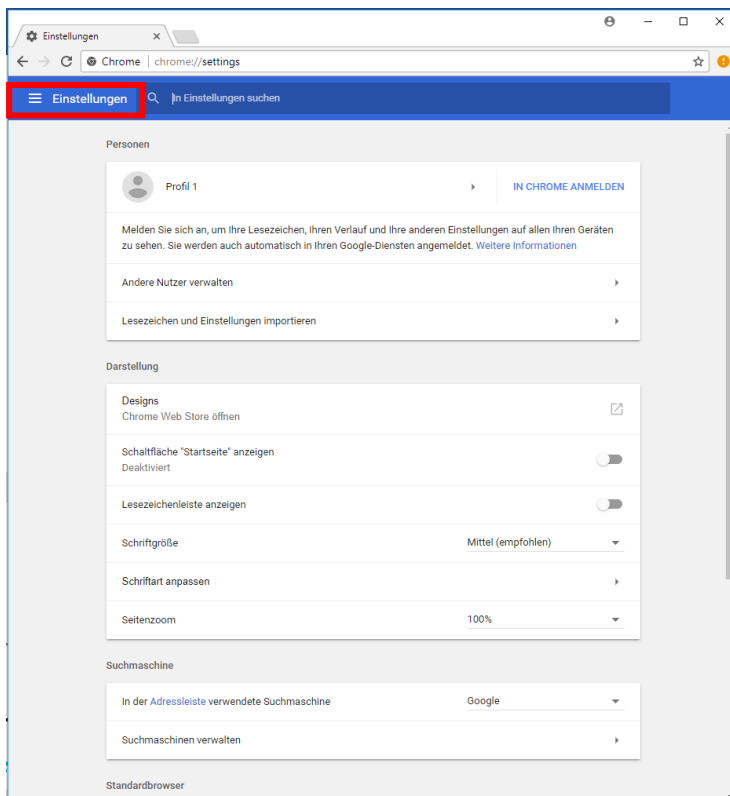 Einstellungen
Chrome | chrome://settings
Einstellungen
In Einstellungen suchen
Personen
Profil 1
IN CHROME ANMELDEN
Melden Sie sich an, um Ihre Lesezeichen, Ihren Verlauf und Ihre anderen Einstellungen auf allen Ihren Geräten
zu sehen. Sie werden auch automatisch in Ihren Google-Diensten angemeldet. Weitere Informationen
Andere Nutzer verwalten
Lesezeichen und Einstellungen importieren
Darstellung
Designs
Chrome Web Store öffnen
Schaltfläche "Startseite" anzeigen
Deaktiviert
Lesezeichenleiste anzeigen
Schriftgröße
Mittel (empfohlen)
Schriftart anpassen
Seitenzoom
100%
Suchmaschine
In der Adressleiste verwendete Suchmaschine
Google
Suchmaschinen verwalten
Standardbrowser